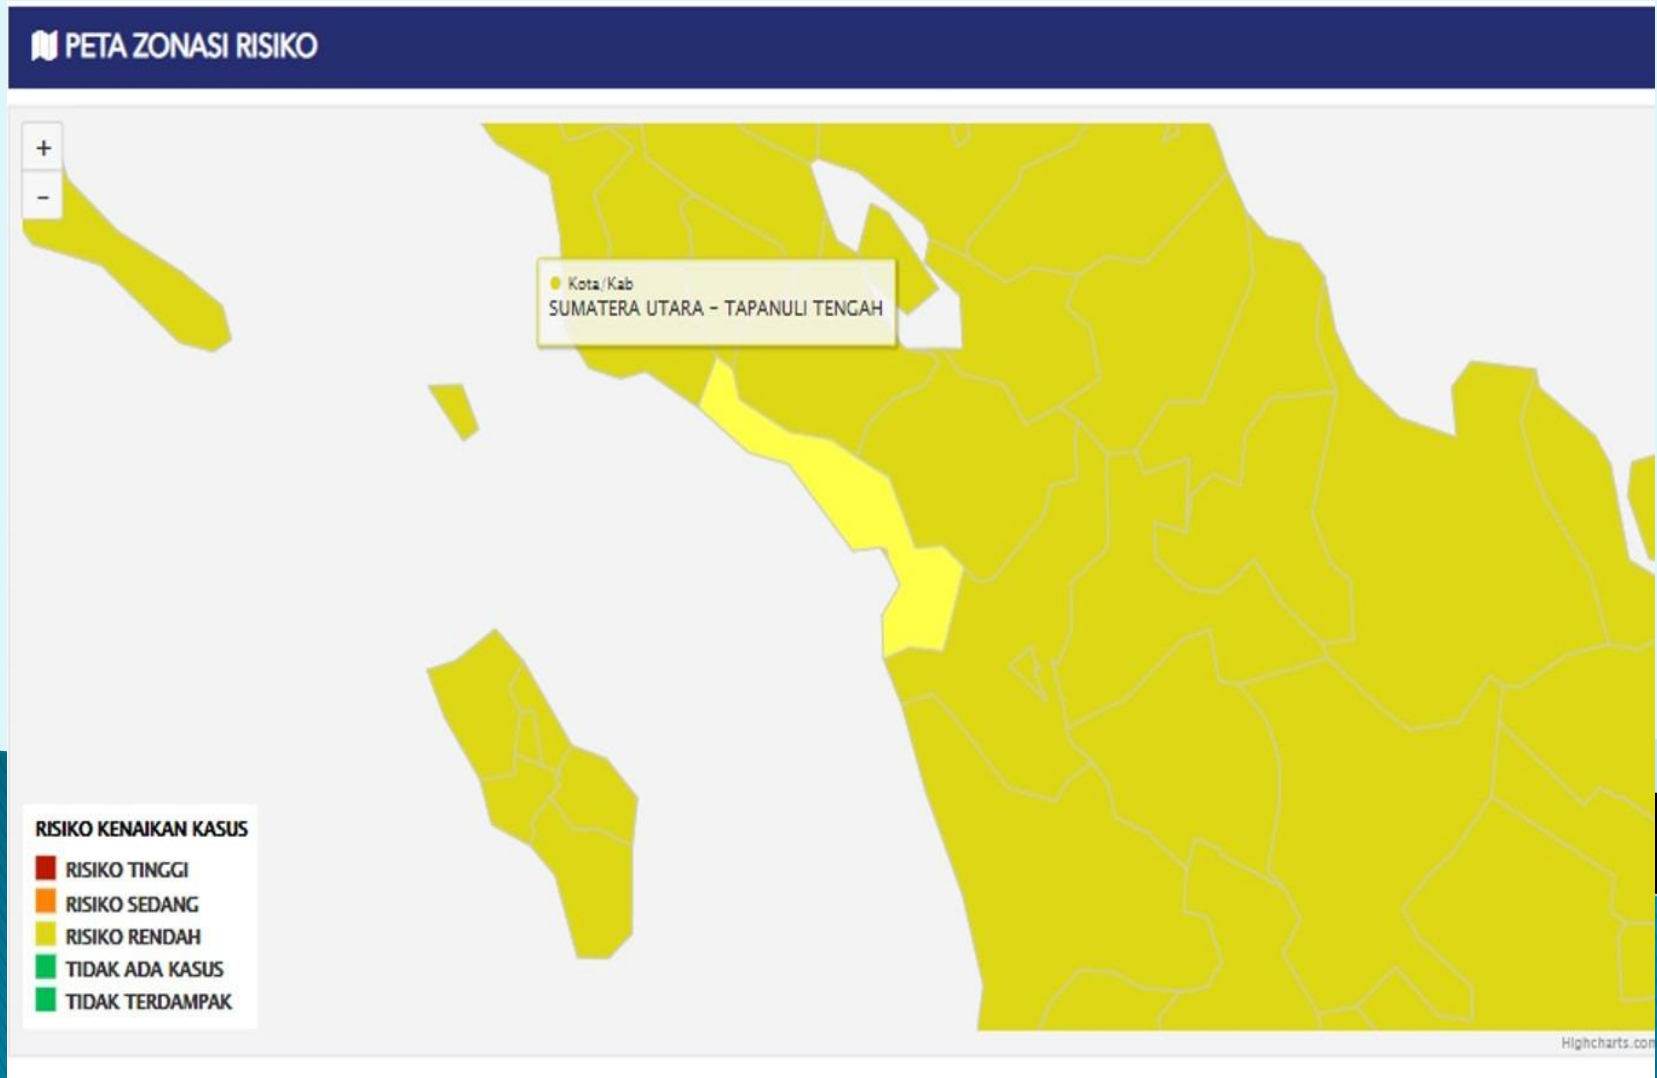 PETA ZONASI RISIKO
+
-
Kota/Kab
SUMATERA UTARA - TAPANULI TENGAH
RISIKO KENAIKAN KASUS
RISIKO TINGGI
RISIKO SEDANG
RISIKO RENDAH
TIDAK ADA KASUS
TIDAK TERDAMPAK
Highcharts.com